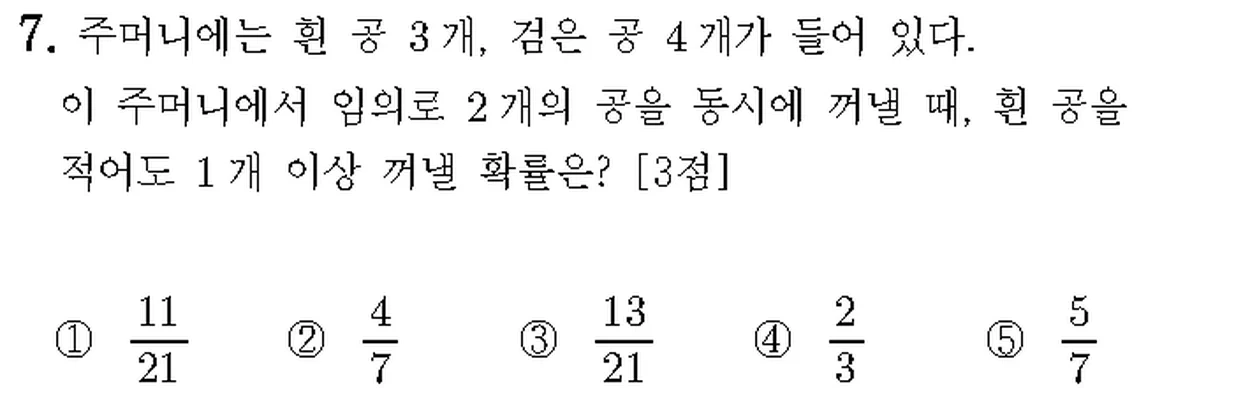 7. 주머니에는 흰 공 3개, 검은 공 4개가 들어 있다.
이 주머니에서 임의로 2개의 공을 동시에 꺼낼 때, 흰 공을
적어도 1개 이상 꺼낼 확률은? [3점]
① 11/21 ② 4/7 ③ 13/21 ④ 2/3 ⑤ 5/7